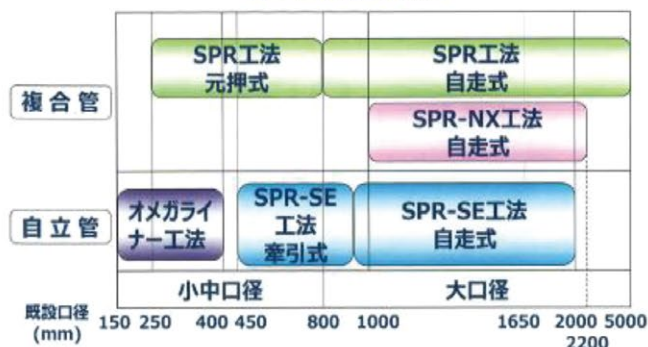 SPR工法
元押式
SPR工法
自走式
複合管
SPR-NX工法
自走式
オメガライ
ナー工法
SPR-SE
工法
牽引式
SPR-SE工法
自走式
自立管
小中口径
大口径
既設口径
(mm)
150 250 400 450 800 1000 1650 2000 5000
2200